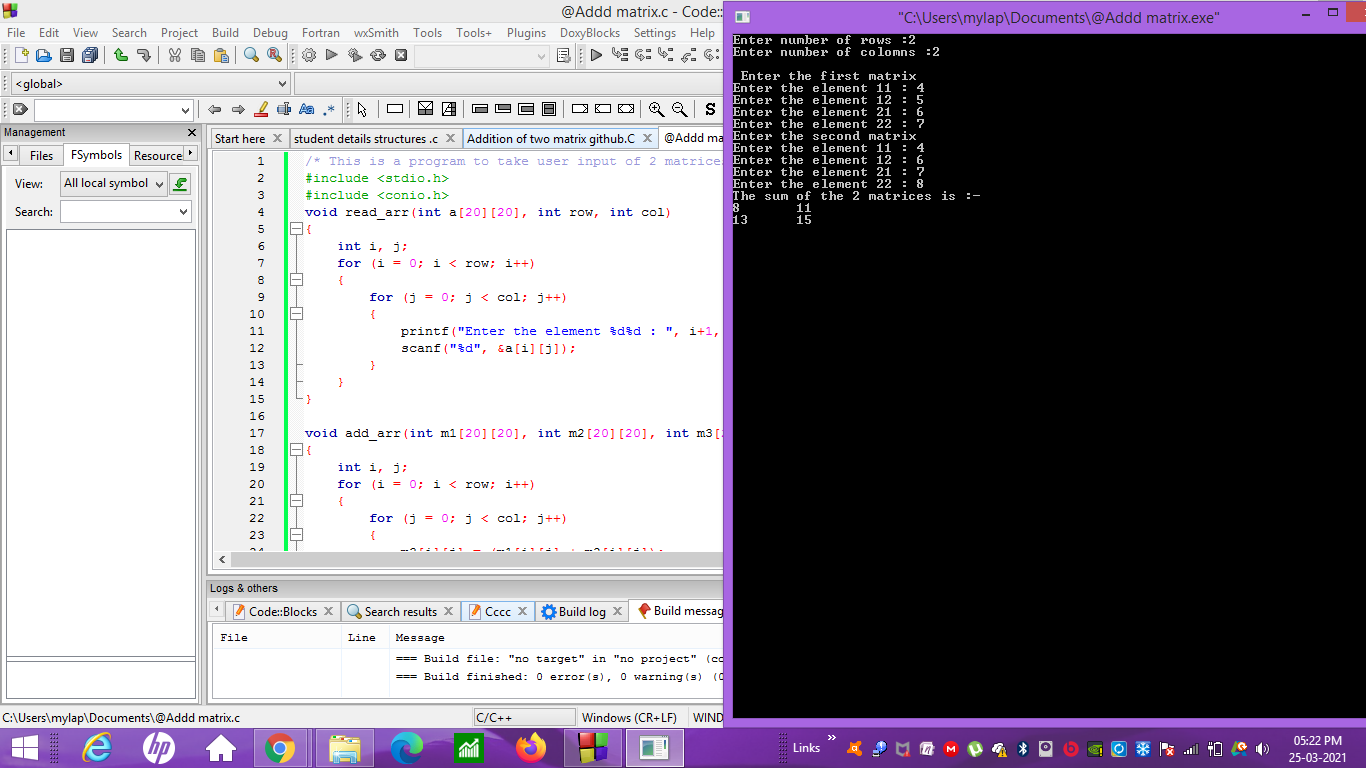 @Addd matrix.c - Code::
File Edit View Search Project Build Debug Fortran wxSmith Tools Tools+ Plugins DoxyBlocks Settings Help
<global>
Aa .* S
Management
Files FSymbols Resource
View: All local symbol
Search:
Start here student details structures .c Addition of two matrix github.C @Addd ma
1 /* This is a program to take user input of 2 matrices
2 #include <stdio.h>
3 #include <conio.h>
4 void read_arr(int a[20][20], int row, int col)
5 {
6 int i, j;
7 for (i = 0; i < row; i++)
8 {
9 for (j = 0; j < col; j++)
10 {
11 printf("Enter the element %d%d : ", i+1,
12 scanf("%d", &a[i][j]);
13 }
14 }
15 }
16
17 void add_arr(int m1[20][20], int m2[20][20], int m3[
18 {
19 int i, j;
20 for (i = 0; i < row; i++)
21 {
22 for (j = 0; j < col; j++)
23 {
24 m3[i][j] = (m1[i][j] + m2[i][j]);
Logs & others
Code::Blocks Search results Cccc Build log Build messag
File Line Message
=== Build file: "no target" in "no project" (co
=== Build finished: 0 error(s), 0 warning(s) (0
C:\Users\mylap\Documents\@Addd matrix.c C/C++ Windows (CR+LF) WIND
"C:\Users\mylap\Documents\@Addd matrix.exe"
Enter number of rows :2
Enter number of colomns :2
Enter the first matrix
Enter the element 11 : 4
Enter the element 12 : 5
Enter the element 21 : 6
Enter the element 22 : 7
Enter the second matrix
Enter the element 11 : 4
Enter the element 12 : 6
Enter the element 21 : 7
Enter the element 22 : 8
The sum of the 2 matrices is :-
8 11
13 15
hp
Links »
05:22 PM
25-03-2021